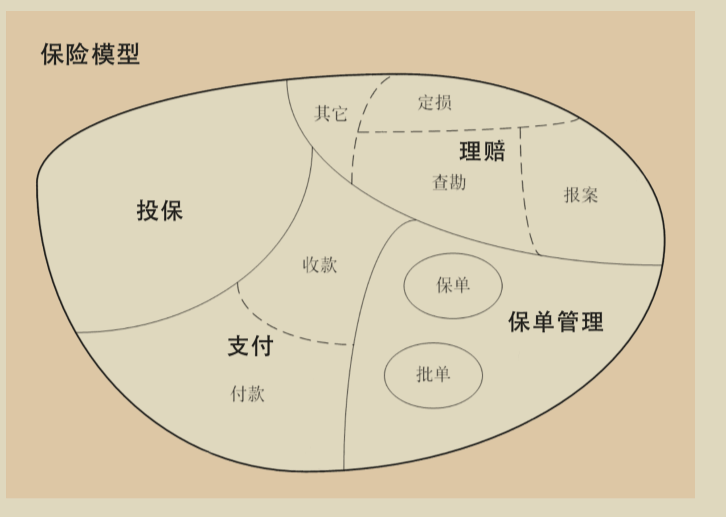 保险模型
其它
定损
理赔
查勘
报案
投保
收款
保单
保单管理
支付
批单
付款